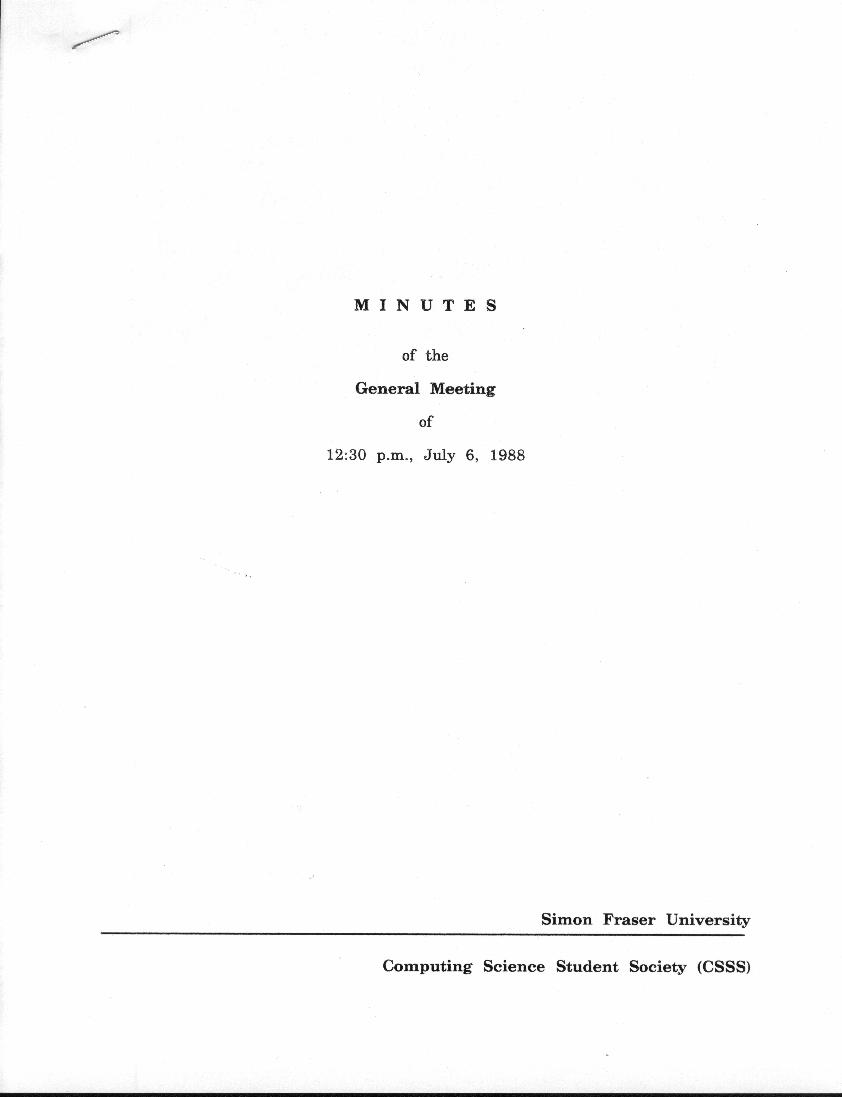 M I N U T E S
of the
General Meeting
of
12:30 p.m., July 6, 1988
Simon Fraser University
Computing Science Student Society (CSSS)